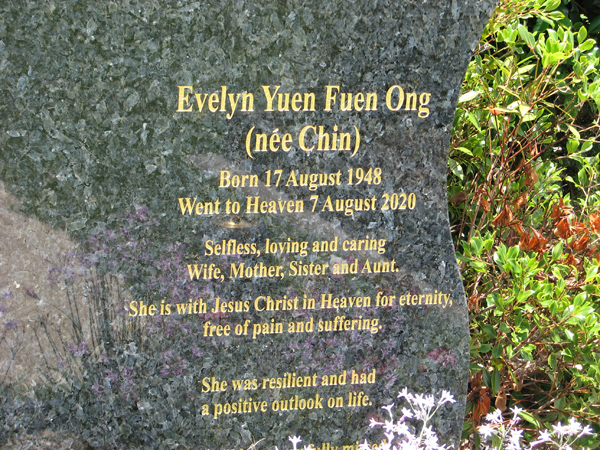 Evelyn Yuen Fuen Ong
(née Chin)
Born 17 August 1948
Went to Heaven 7 August 2020
Selfless, loving and caring
Wife, Mother, Sister and Aunt.
She is with Jesus Christ in Heaven for eternity,
free of pain and suffering.
She was resilient and had
a positive outlook on life.